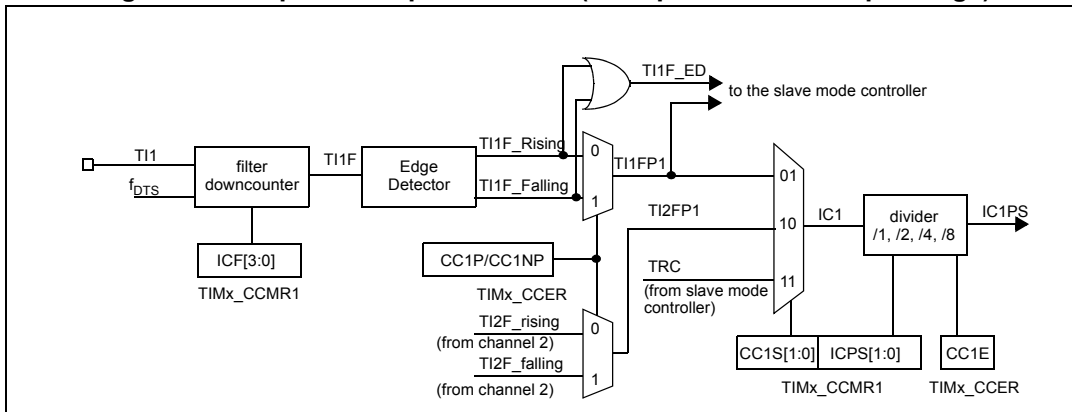 TI1F_ED
to the slave mode controller
TI1
f_DTS
filter
downcounter
TI1F
Edge
Detector
TI1F_Rising
TI1F_Falling
0
1
TI1FP1
TI2FP1
01
10
11
IC1
divider
/1, /2, /4, /8
IC1PS
ICF[3:0]
TIMx_CCMR1
CC1P/CC1NP
TIMx_CCER
TRC
(from slave mode
controller)
TI2F_rising
(from channel 2)
TI2F_falling
(from channel 2)
0
1
CC1S[1:0]
ICPS[1:0]
CC1E
TIMx_CCMR1
TIMx_CCER